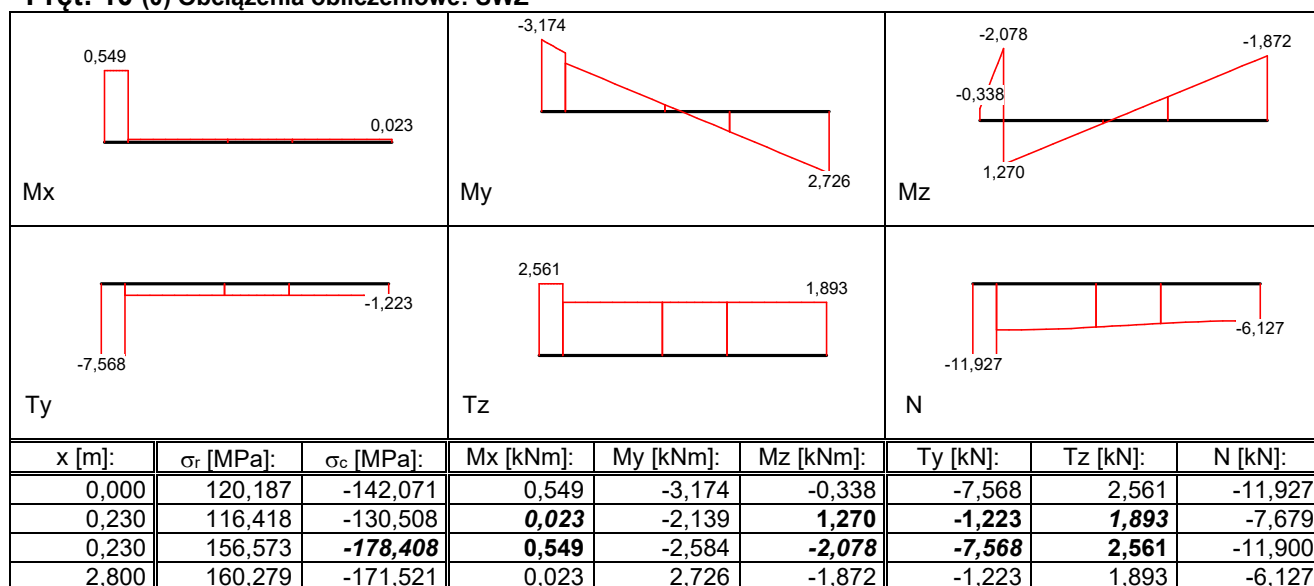 0,549
0,023
Mx
-3,174
2,726
My
-2,078
-0,338
1,270
-1,872
Mz
-7,568
-1,223
Ty
2,561
1,893
Tz
-11,927
-6,127
N
x [m]: σr [MPa]: σc [MPa]: Mx [kNm]: My [kNm]: Mz [kNm]: Ty [kN]: Tz [kN]: N [kN]:
0,000 120,187 -142,071 0,549 -3,174 -0,338 -7,568 2,561 -11,927
0,230 116,418 -130,508 0,023 -2,139 1,270 -1,223 1,893 -7,679
0,230 156,573 -178,408 0,549 -2,584 -2,078 -7,568 2,561 -11,900
2,800 160,279 -171,521 0,023 2,726 -1,872 -1,223 1,893 -6,127